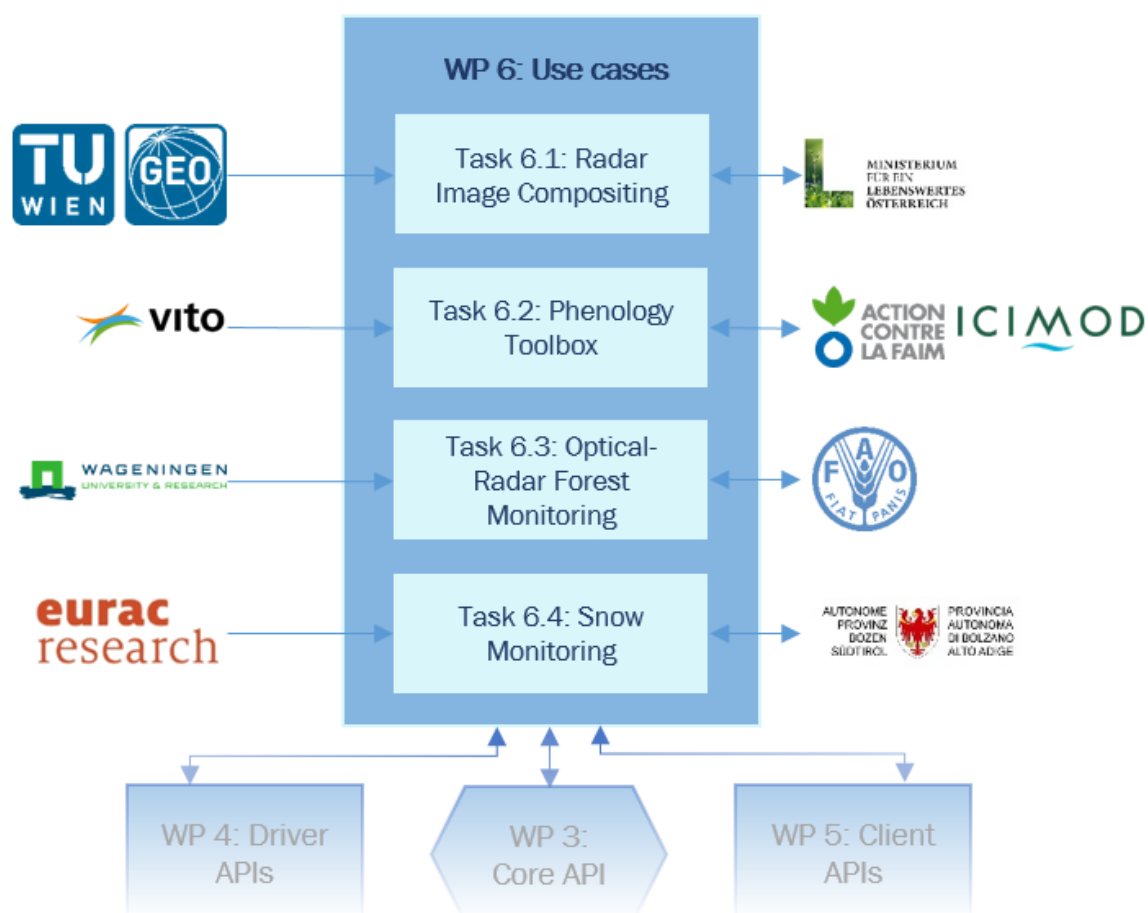 WP 6: Use cases
TU
WIEN
GEO
Task 6.1: Radar
Image Compositing
MINISTERIUM
FÜR EIN
LEBENSWERTES
ÖSTERREICH
vito
Task 6.2: Phenology
Toolbox
ACTION
CONTRE
LA FAIM
ICIMOD
WAGENINGEN
UNIVERSITY & RESEARCH
Task 6.3: Optical-
Radar Forest
Monitoring
FAO
FIAT PANIS
eurac
research
Task 6.4: Snow
Monitoring
AUTONOME
PROVINZ
BOZEN
SÜDTIROL
PROVINCIA
AUTONOMA
DI BOLZANO
ALTO ADIGE
WP 4: Driver
APIs
WP 3:
Core API
WP 5: Client
APIs